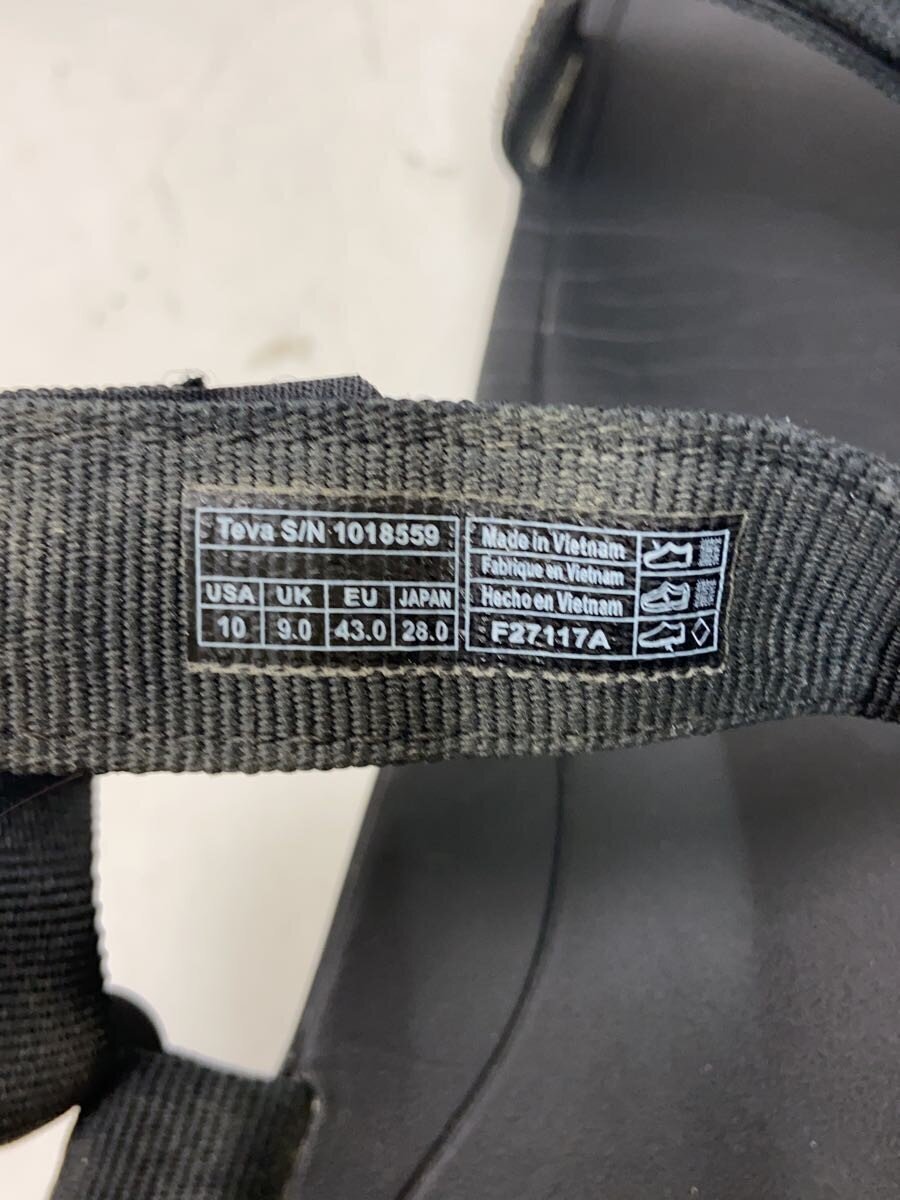 Teva S/N 1018559
USA UK EU JAPAN
10 9.0 43.0 28.0
Made in Vietnam
Fabrique en Vietnam
Hecho en Vietnam
F27117A